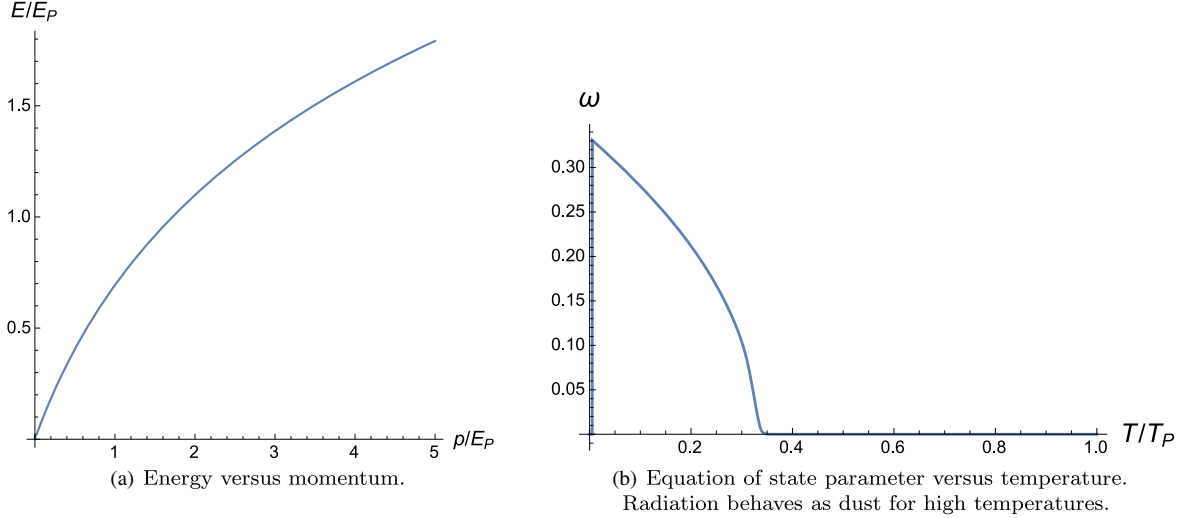 E/E_P
1.5
1.0
0.5
1 2 3 4 5
p/E_P
(a) Energy versus momentum.
ω
0.30
0.25
0.20
0.15
0.10
0.05
0.2 0.4 0.6 0.8 1.0
T/T_P
(b) Equation of state parameter versus temperature.
Radiation behaves as dust for high temperatures.